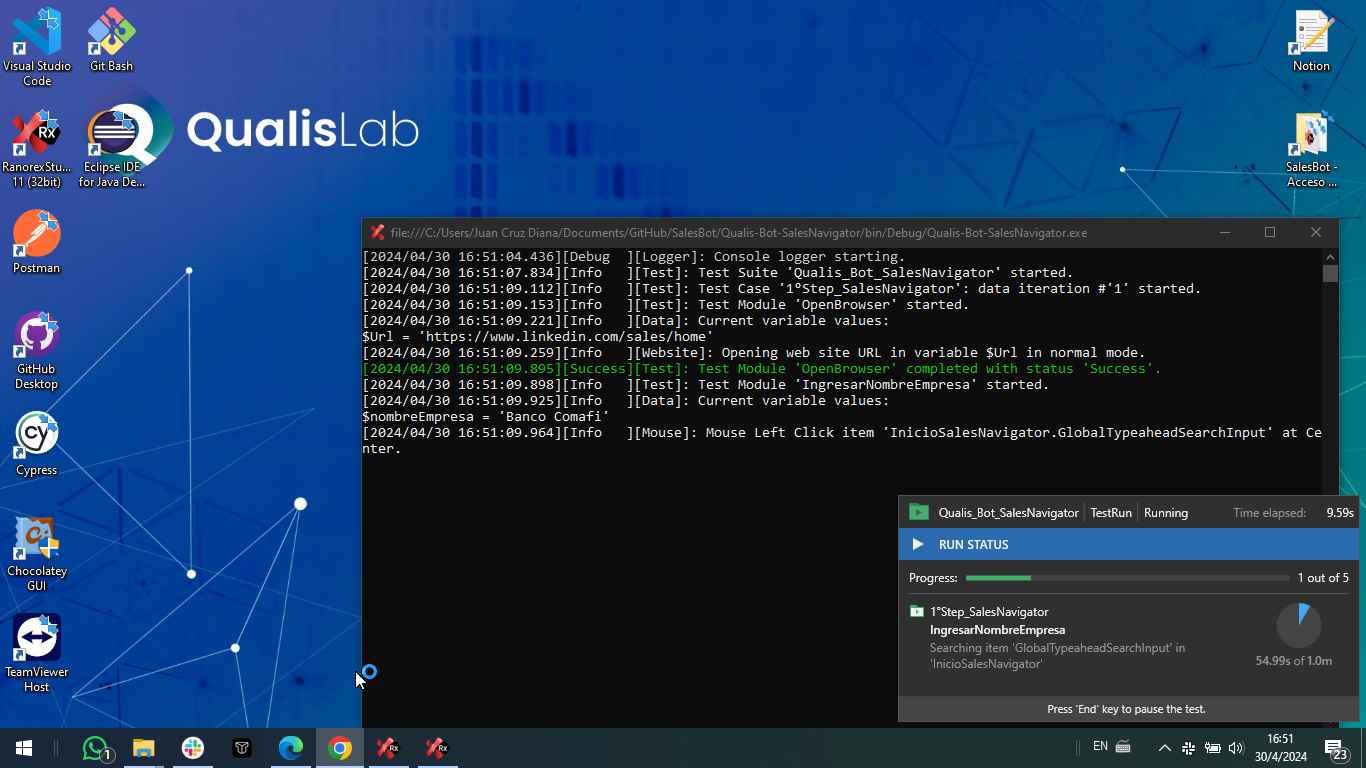 Visual Studio
Code
Git Bash
Notion
QualisLab
RanorexStu...
11 (32bit)
Eclipse IDE
for Java De...
SalesBot -
Acceso ...
Postman
GitHub
Desktop
Cypress
Chocolatey
GUI
TeamViewer
Host
file:///C:/Users/Juan Cruz Diana/Documents/GitHub/SalesBot/Qualis-Bot-SalesNavigator/bin/Debug/Qualis-Bot-SalesNavigator.exe
[2024/04/30 16:51:04.436][Debug  ][Logger]: Console logger starting.
[2024/04/30 16:51:07.834][Info   ][Test]: Test Suite 'Qualis_Bot_SalesNavigator' started.
[2024/04/30 16:51:09.112][Info   ][Test]: Test Case '1°Step_SalesNavigator': data iteration #'1' started.
[2024/04/30 16:51:09.153][Info   ][Test]: Test Module 'OpenBrowser' started.
[2024/04/30 16:51:09.221][Info   ][Data]: Current variable values:
$Url = 'https://www.linkedin.com/sales/home'
[2024/04/30 16:51:09.259][Info   ][Website]: Opening web site URL in variable $Url in normal mode.
[2024/04/30 16:51:09.895][Success][Test]: Test Module 'OpenBrowser' completed with status 'Success'.
[2024/04/30 16:51:09.898][Info   ][Test]: Test Module 'IngresarNombreEmpresa' started.
[2024/04/30 16:51:09.925][Info   ][Data]: Current variable values:
$nombreEmpresa = 'Banco Comafi'
[2024/04/30 16:51:09.964][Info   ][Mouse]: Mouse Left Click item 'InicioSalesNavigator.GlobalTypeaheadSearchInput' at Ce
nter.
Qualis_Bot_SalesNavigator TestRun Running Time elapsed: 9.59s
RUN STATUS
Progress: 1 out of 5
1°Step_SalesNavigator
IngresarNombreEmpresa
Searching item 'GlobalTypeaheadSearchInput' in
'InicioSalesNavigator'
54.99s of 1.0m
Press 'End' key to pause the test.
1
EN
16:51
30/4/2024
23